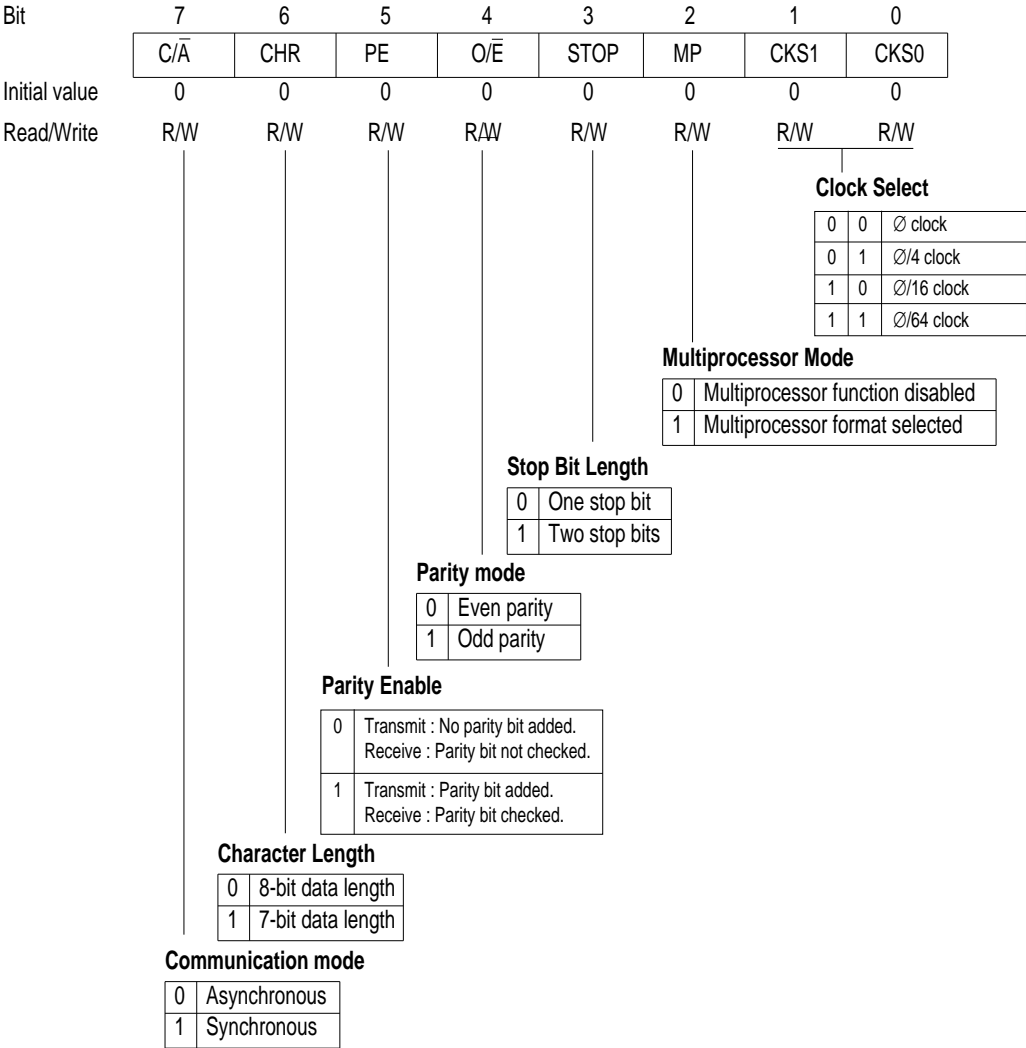 Bit 7 6 5 4 3 2 1 0
C/A̅ CHR PE O/E̅ STOP MP CKS1 CKS0
Initial value 0 0 0 0 0 0 0 0
Read/Write R/W R/W R/W R/W R/W R/W R/W R/W
Clock Select
0 0 ∅ clock
0 1 ∅/4 clock
1 0 ∅/16 clock
1 1 ∅/64 clock
Multiprocessor Mode
0 Multiprocessor function disabled
1 Multiprocessor format selected
Stop Bit Length
0 One stop bit
1 Two stop bits
Parity mode
0 Even parity
1 Odd parity
Parity Enable
0 Transmit : No parity bit added.
Receive : Parity bit not checked.
1 Transmit : Parity bit added.
Receive : Parity bit checked.
Character Length
0 8-bit data length
1 7-bit data length
Communication mode
0 Asynchronous
1 Synchronous